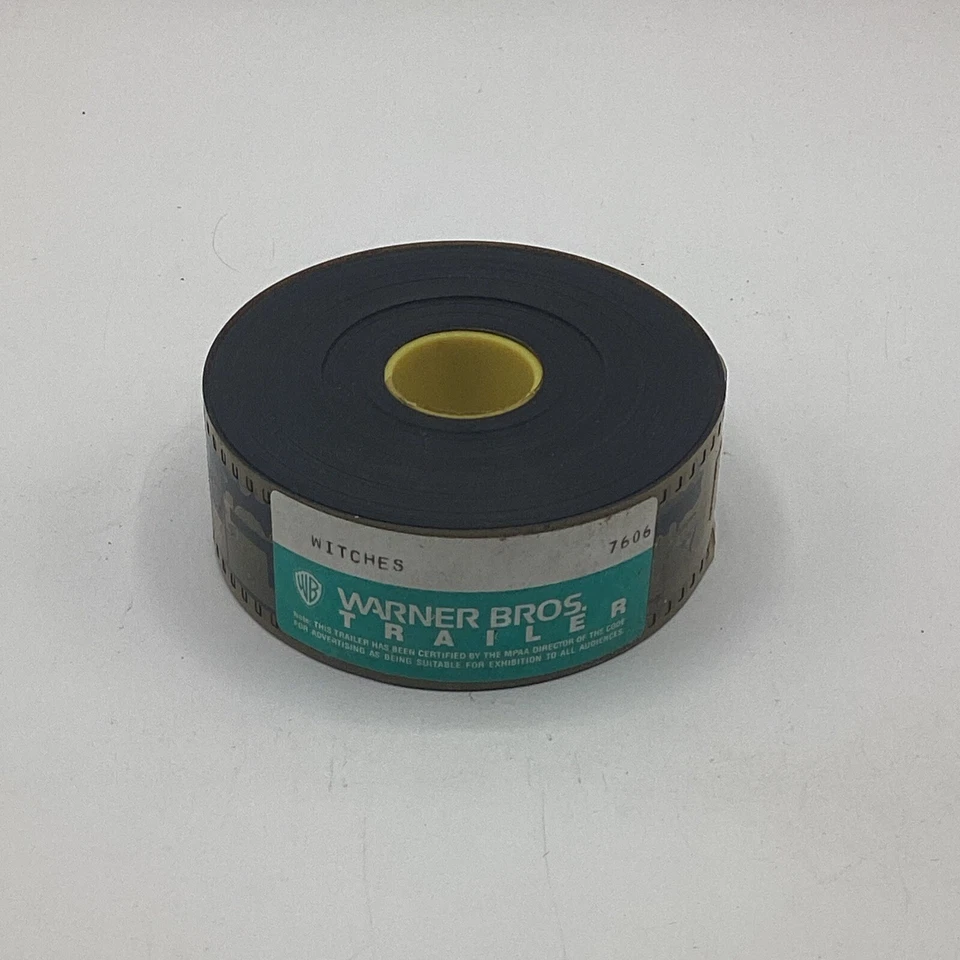 WITCHES 7606
WB WARNER BROS.
TRAILER
Note: THIS TRAILER HAS BEEN CERTIFIED BY THE MPAA DIRECTOR OF THE CODE
FOR ADVERTISING AS BEING SUITABLE FOR EXHIBITION TO ALL AUDIENCES.